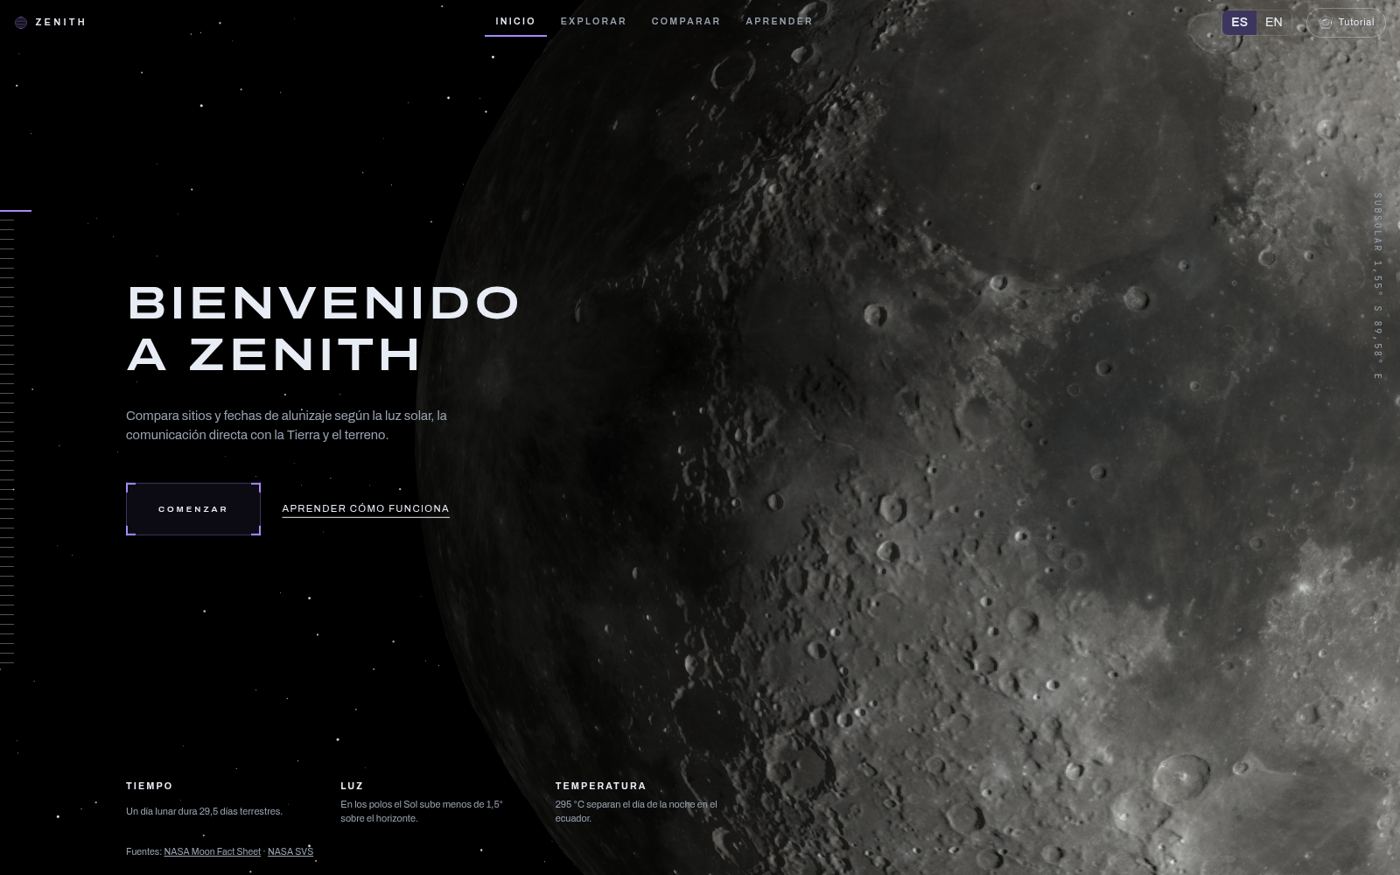 ZENITH
INICIO EXPLORAR COMPARAR APRENDER
ES EN
Tutorial
SUBSOLAR 1,55° S 89,58° E
BIENVENIDO
A ZENITH
Compara sitios y fechas de alunizaje según la luz solar, la
comunicación directa con la Tierra y el terreno.
COMENZAR
APRENDER CÓMO FUNCIONA
TIEMPO
Un día lunar dura 29,5 días terrestres.
LUZ
En los polos el Sol sube menos de 1,5°
sobre el horizonte.
TEMPERATURA
295 °C separan el día de la noche en el
ecuador.
Fuentes: NASA Moon Fact Sheet · NASA SVS